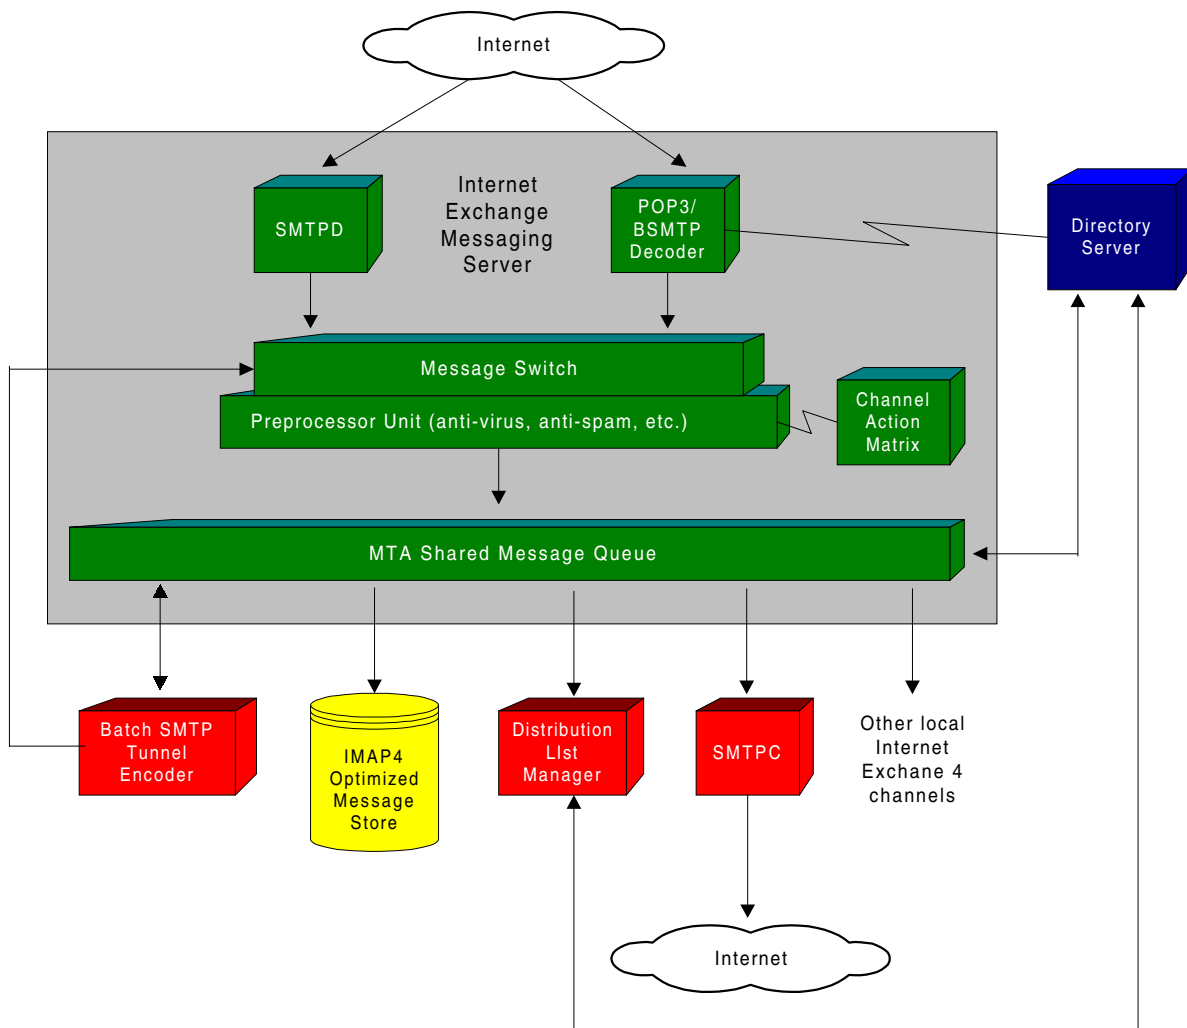 Internet
SMTPD
Internet
Exchange
Messaging
Server
POP3/
BSMTP
Decoder
Directory
Server
Message Switch
Preprocessor Unit (anti-virus, anti-spam, etc.)
Channel
Action
Matrix
MTA Shared Message Queue
Batch SMTP
Tunnel
Encoder
IMAP4
Optimized
Message
Store
Distribution
LIst
Manager
SMTPC
Other local
Internet
Exchane 4
channels
Internet